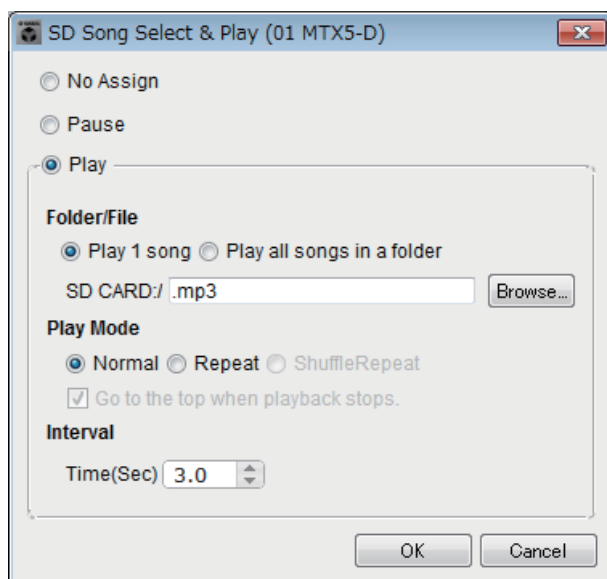 SD Song Select & Play (01 MTX5-D)
No Assign
Pause
Play
Folder/File
Play 1 song Play all songs in a folder
SD CARD:/ .mp3 Browse...
Play Mode
Normal Repeat ShuffleRepeat
Go to the top when playback stops.
Interval
Time(Sec) 3.0
OK Cancel